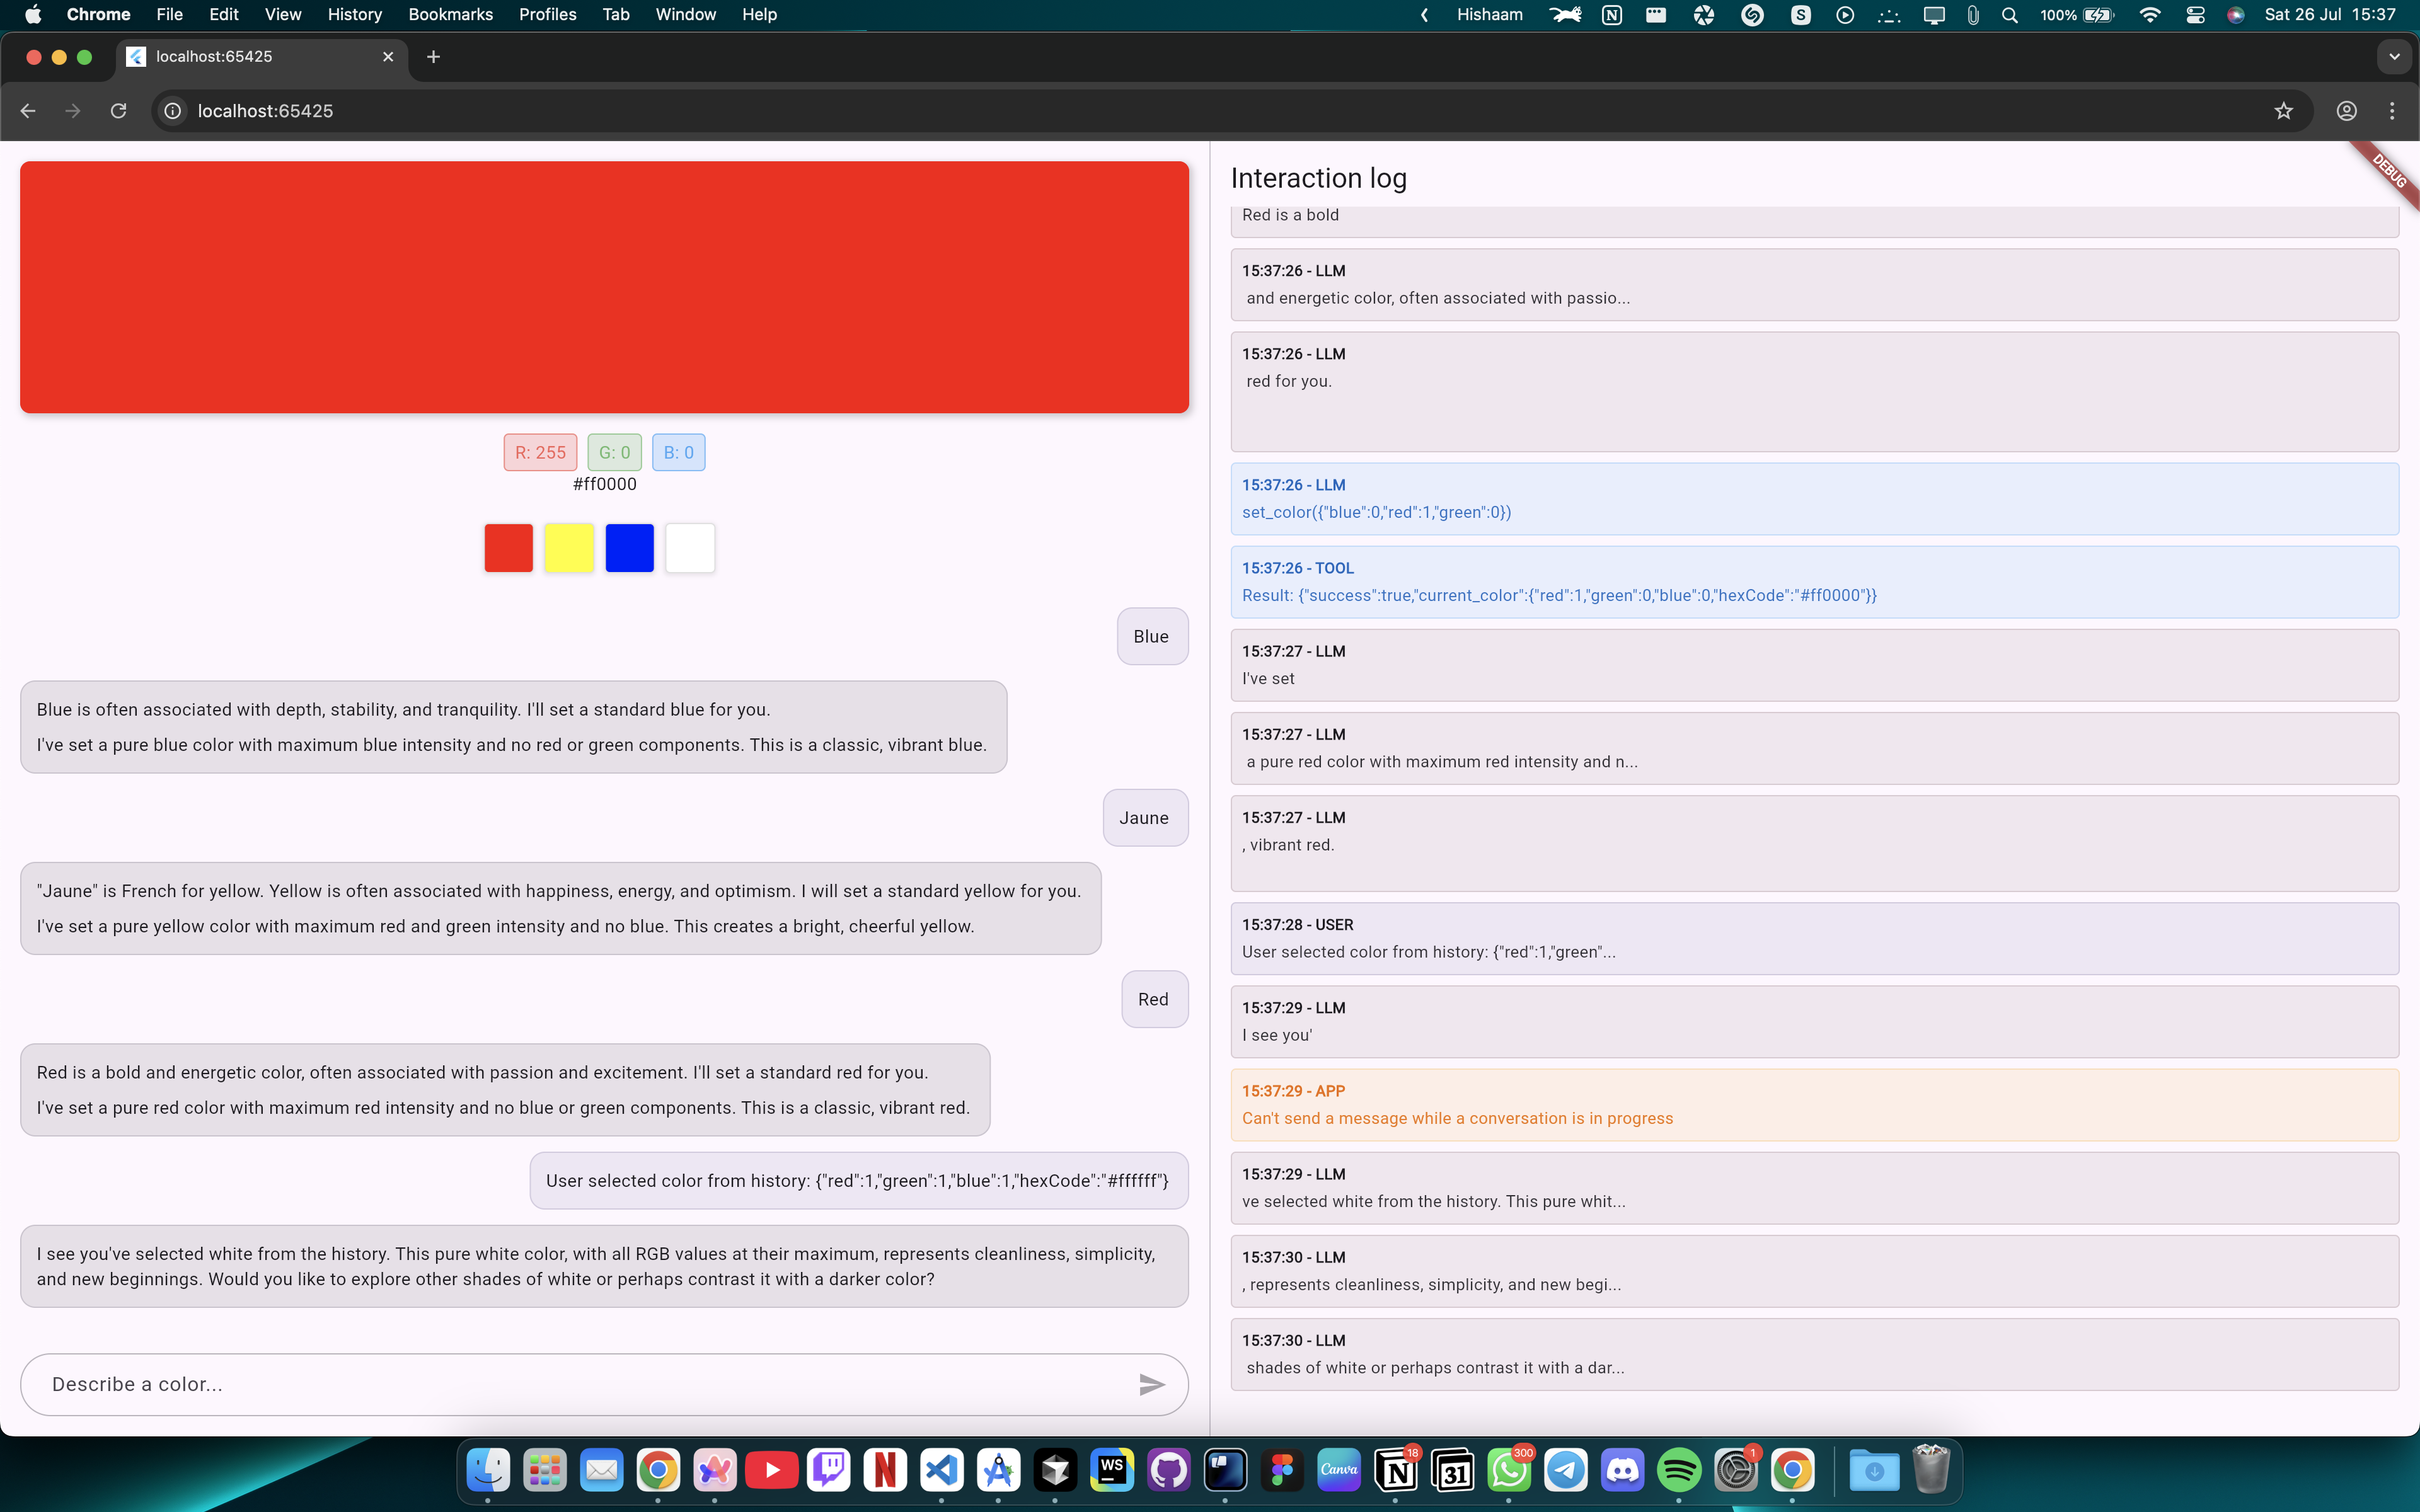 Chrome File Edit View History Bookmarks Profiles Tab Window Help Hishaam 100% Sat 26 Jul 15:37
localhost:65425
localhost:65425
DEBUG
R: 255 G: 0 B: 0
#ff0000
Blue
Blue is often associated with depth, stability, and tranquility. I'll set a standard blue for you.
I've set a pure blue color with maximum blue intensity and no red or green components. This is a classic, vibrant blue.
Jaune
"Jaune" is French for yellow. Yellow is often associated with happiness, energy, and optimism. I will set a standard yellow for you.
I've set a pure yellow color with maximum red and green intensity and no blue. This creates a bright, cheerful yellow.
Red
Red is a bold and energetic color, often associated with passion and excitement. I'll set a standard red for you.
I've set a pure red color with maximum red intensity and no blue or green components. This is a classic, vibrant red.
User selected color from history: {"red":1,"green":1,"blue":1,"hexCode":"#ffffff"}
I see you've selected white from the history. This pure white color, with all RGB values at their maximum, represents cleanliness, simplicity,
and new beginnings. Would you like to explore other shades of white or perhaps contrast it with a darker color?
Describe a color...
Interaction log
Red is a bold
15:37:26 - LLM
and energetic color, often associated with passio...
15:37:26 - LLM
red for you.
15:37:26 - LLM
set_color({"blue":0,"red":1,"green":0})
15:37:26 - TOOL
Result: {"success":true,"current_color":{"red":1,"green":0,"blue":0,"hexCode":"#ff0000"}}
15:37:27 - LLM
I've set
15:37:27 - LLM
a pure red color with maximum red intensity and n...
15:37:27 - LLM
, vibrant red.
15:37:28 - USER
User selected color from history: {"red":1,"green"...
15:37:29 - LLM
I see you'
15:37:29 - APP
Can't send a message while a conversation is in progress
15:37:29 - LLM
ve selected white from the history. This pure whit...
15:37:30 - LLM
, represents cleanliness, simplicity, and new begi...
15:37:30 - LLM
shades of white or perhaps contrast it with a dar...
WS Canva 18 31 300 1